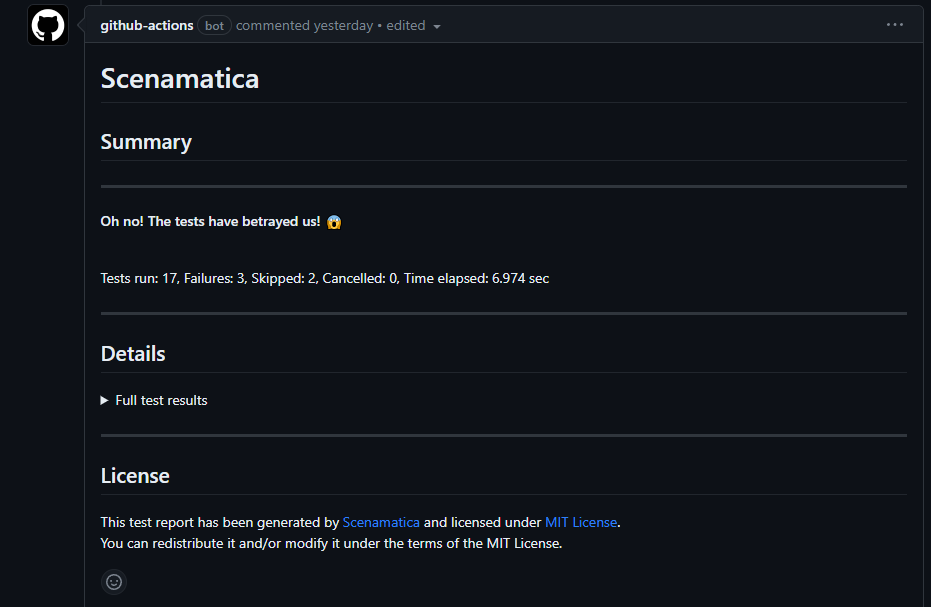 github-actions bot commented yesterday • edited
Scenamatica
Summary
Oh no! The tests have betrayed us! 😱
Tests run: 17, Failures: 3, Skipped: 2, Cancelled: 0, Time elapsed: 6.974 sec
Details
Full test results
License
This test report has been generated by Scenamatica and licensed under MIT License.
You can redistribute it and/or modify it under the terms of the MIT License.